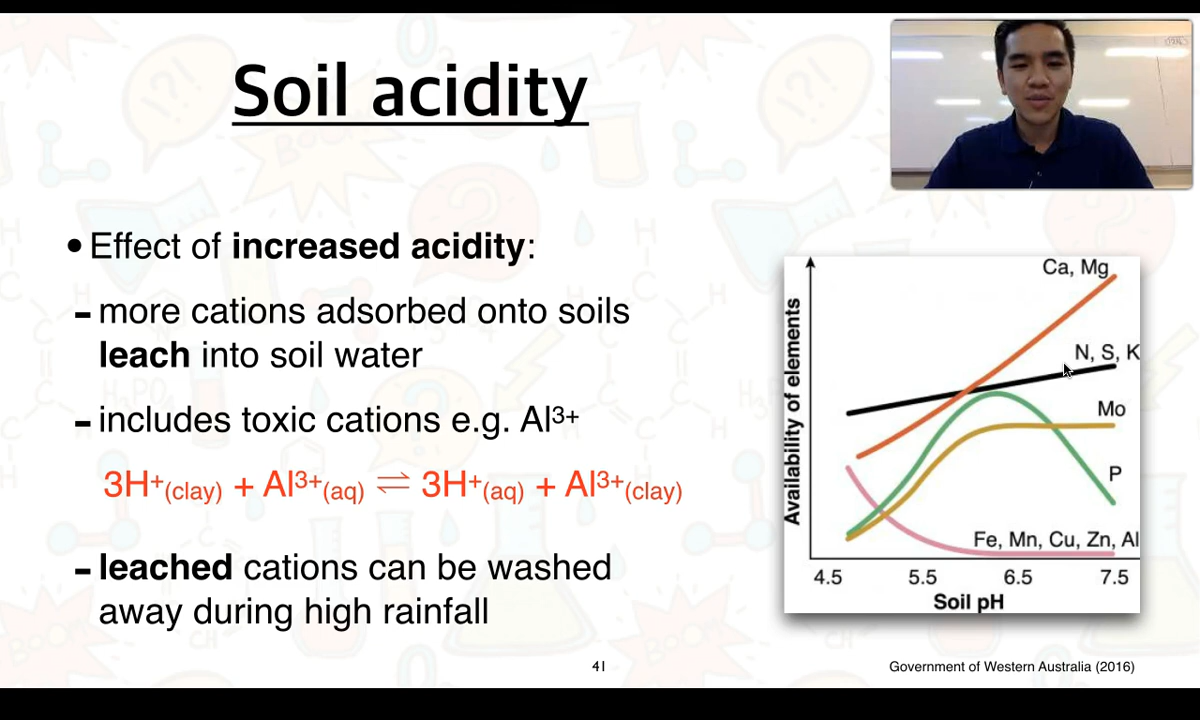 Soil acidity
• Effect of increased acidity:
- more cations adsorbed onto soils
leach into soil water
- includes toxic cations e.g. Al³⁺
3H⁺(clay) + Al³⁺(aq) ⇌ 3H⁺(aq) + Al³⁺(clay)
- leached cations can be washed
away during high rainfall
Availability of elements
Ca, Mg
N, S, K
Mo
P
Fe, Mn, Cu, Zn, Al
4.5 5.5 6.5 7.5
Soil pH
41
Government of Western Australia (2016)